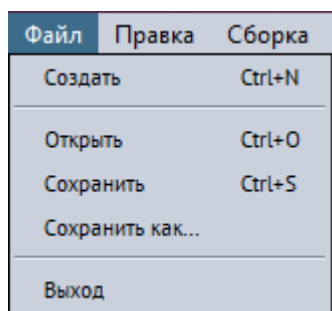 Файл Правка Сборка
Создать Ctrl+N
Открыть Ctrl+O
Сохранить Ctrl+S
Сохранить как...
Выход